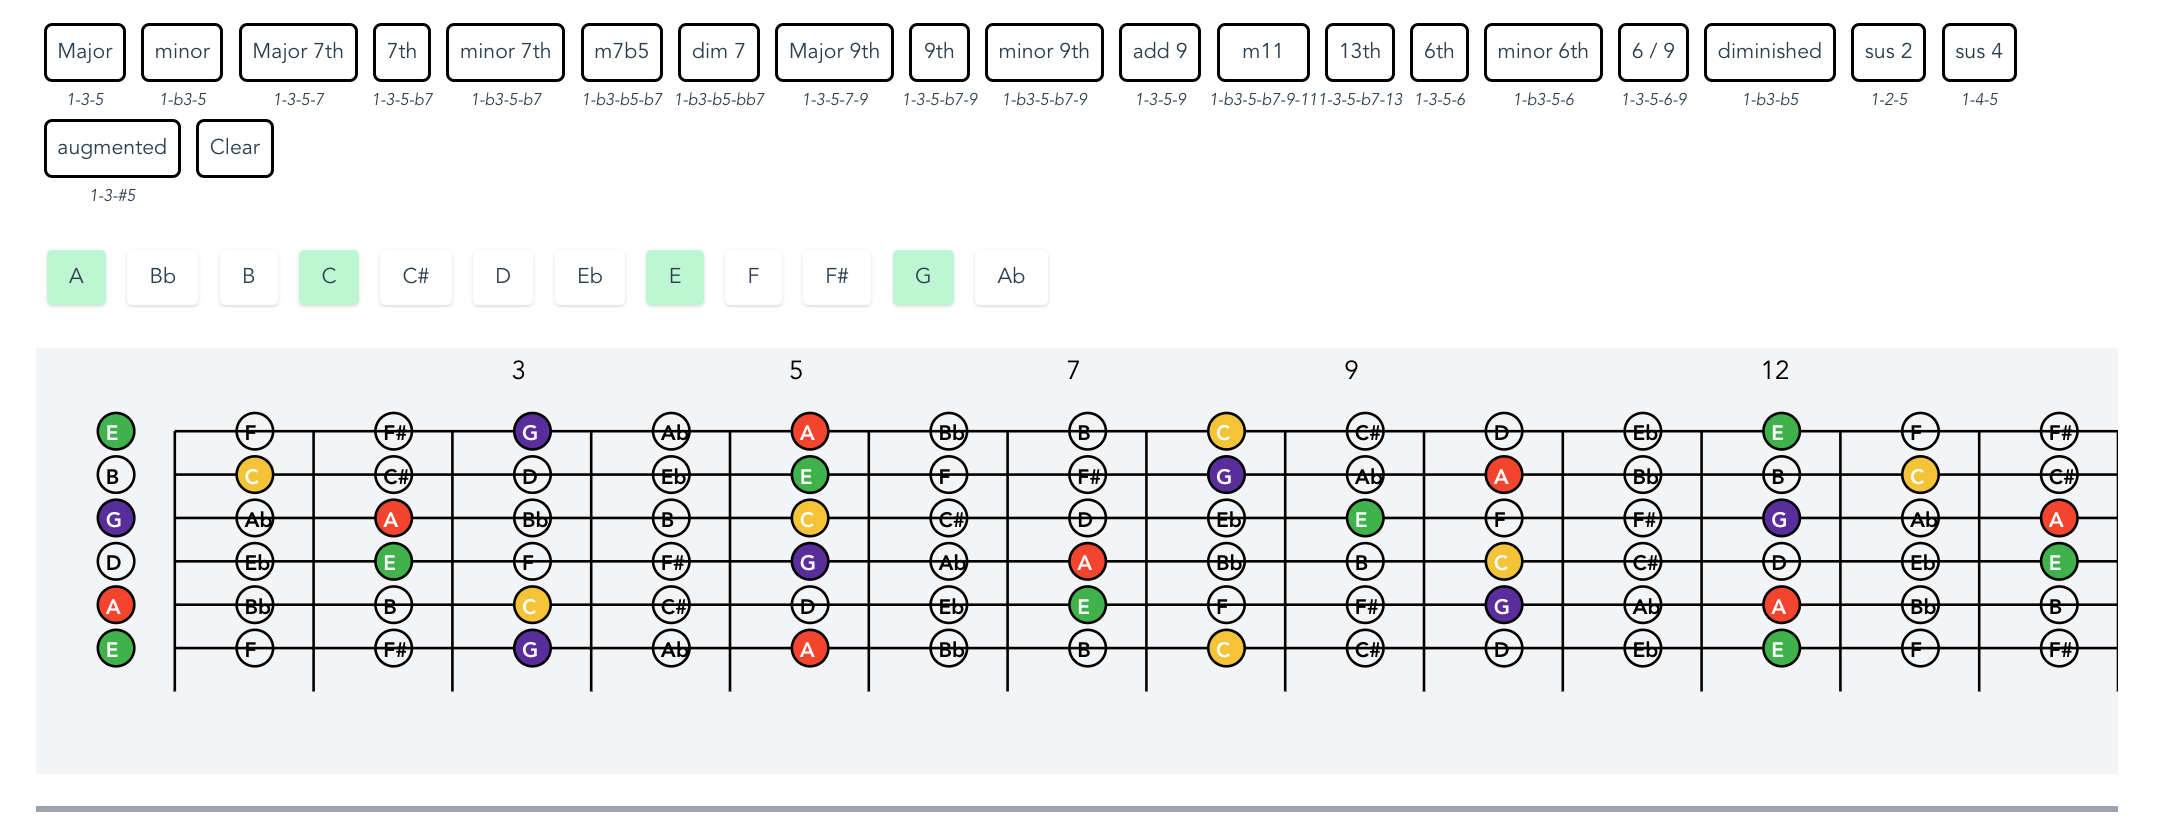 Major minor Major 7th 7th minor 7th m7b5 dim 7 Major 9th 9th minor 9th add 9 m11 13th 6th minor 6th 6 / 9 diminished sus 2 sus 4
1-3-5 1-b3-5 1-3-5-7 1-3-5-b7 1-b3-5-b7 1-b3-b5-b7 1-b3-b5-bb7 1-3-5-7-9 1-3-5-b7-9 1-b3-5-b7-9 1-3-5-9 1-b3-5-b7-9-11 1-3-5-b7-13 1-3-5-6 1-b3-5-6 1-3-5-6-9 1-b3-b5 1-2-5 1-4-5
augmented Clear
1-3-#5
A Bb B C C# D Eb E F F# G Ab
3 5 7 9 12
E F F# G Ab A Bb B C C# D Eb E F F#
B C C# D Eb E F F# G Ab A Bb B C C#
G Ab A Bb B C C# D Eb E F F# G Ab A
D Eb E F F# G Ab A Bb B C C# D Eb E
A Bb B C C# D Eb E F F# G Ab A Bb B
E F F# G Ab A Bb B C C# D Eb E F F#